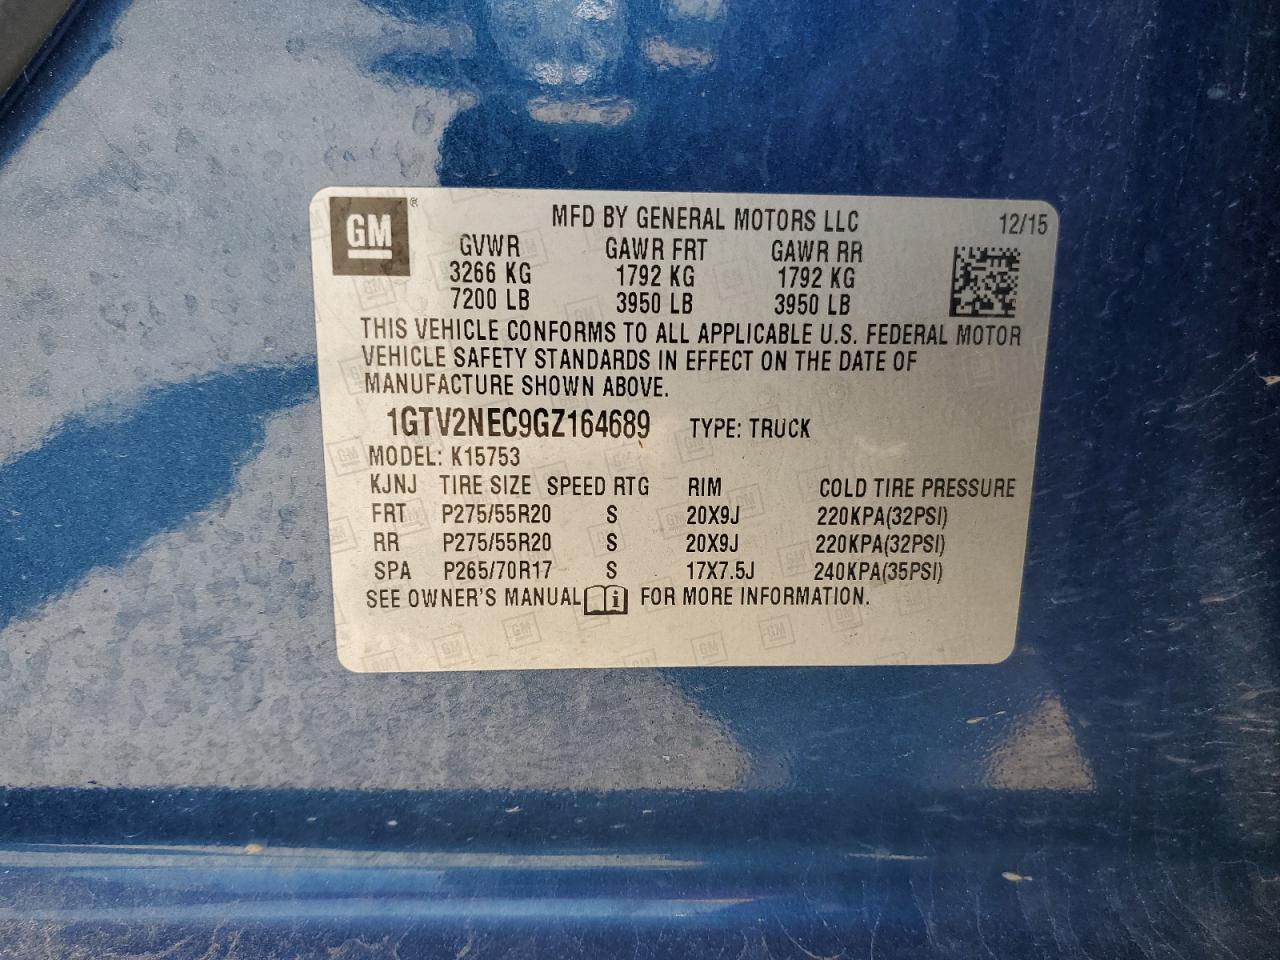 GM ® MFD BY GENERAL MOTORS LLC 12/15
GVWR GAWR FRT GAWR RR
3266 KG 1792 KG 1792 KG
7200 LB 3950 LB 3950 LB
THIS VEHICLE CONFORMS TO ALL APPLICABLE U.S. FEDERAL MOTOR
VEHICLE SAFETY STANDARDS IN EFFECT ON THE DATE OF
MANUFACTURE SHOWN ABOVE.
1GTV2NEC9GZ164689 TYPE: TRUCK
MODEL: K15753
KJNJ TIRE SIZE SPEED RTG RIM COLD TIRE PRESSURE
FRT P275/55R20 S 20X9J 220KPA(32PSI)
RR P275/55R20 S 20X9J 220KPA(32PSI)
SPA P265/70R17 S 17X7.5J 240KPA(35PSI)
SEE OWNER'S MANUAL i FOR MORE INFORMATION.